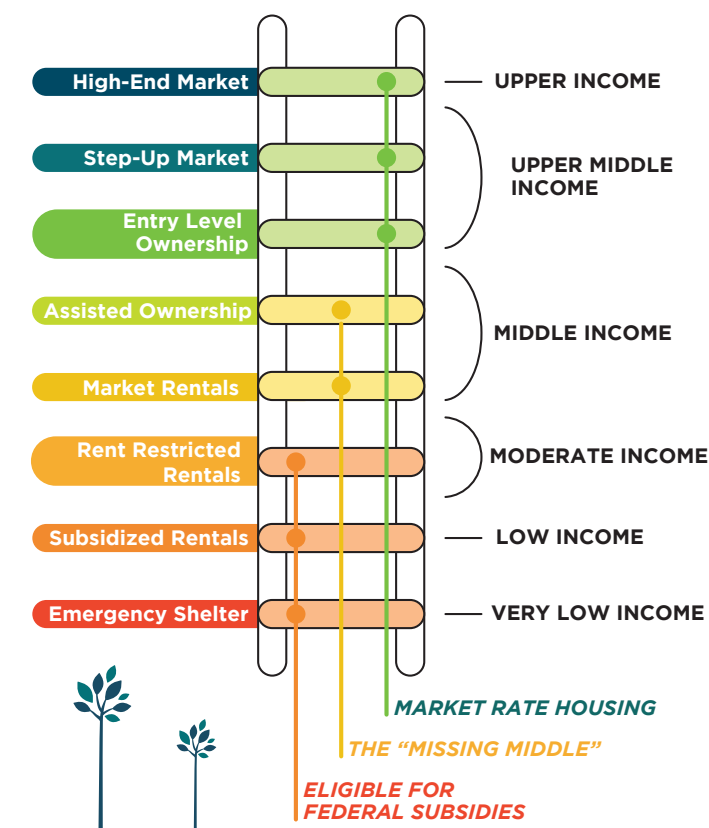 High-End Market
UPPER INCOME
Step-Up Market
UPPER MIDDLE
INCOME
Entry Level
Ownership
Assisted Ownership
MIDDLE INCOME
Market Rentals
Rent Restricted
Rentals
MODERATE INCOME
Subsidized Rentals
LOW INCOME
Emergency Shelter
VERY LOW INCOME
MARKET RATE HOUSING
THE “MISSING MIDDLE”
ELIGIBLE FOR
FEDERAL SUBSIDIES